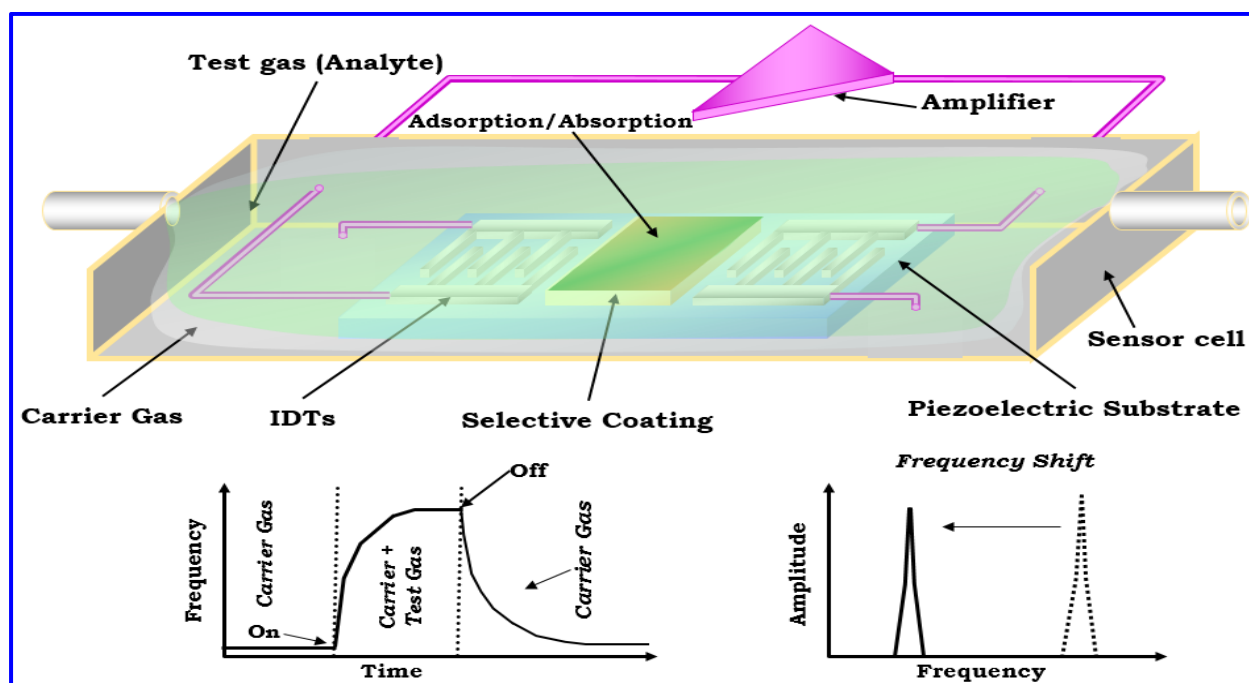 Test gas (Analyte)
Amplifier
Adsorption/Absorption
Sensor cell
Carrier Gas
IDTs
Selective Coating
Piezoelectric Substrate
Off
On
Carrier Gas
Carrier +
Test Gas
Carrier Gas
Frequency
Time
Frequency Shift
Amplitude
Frequency